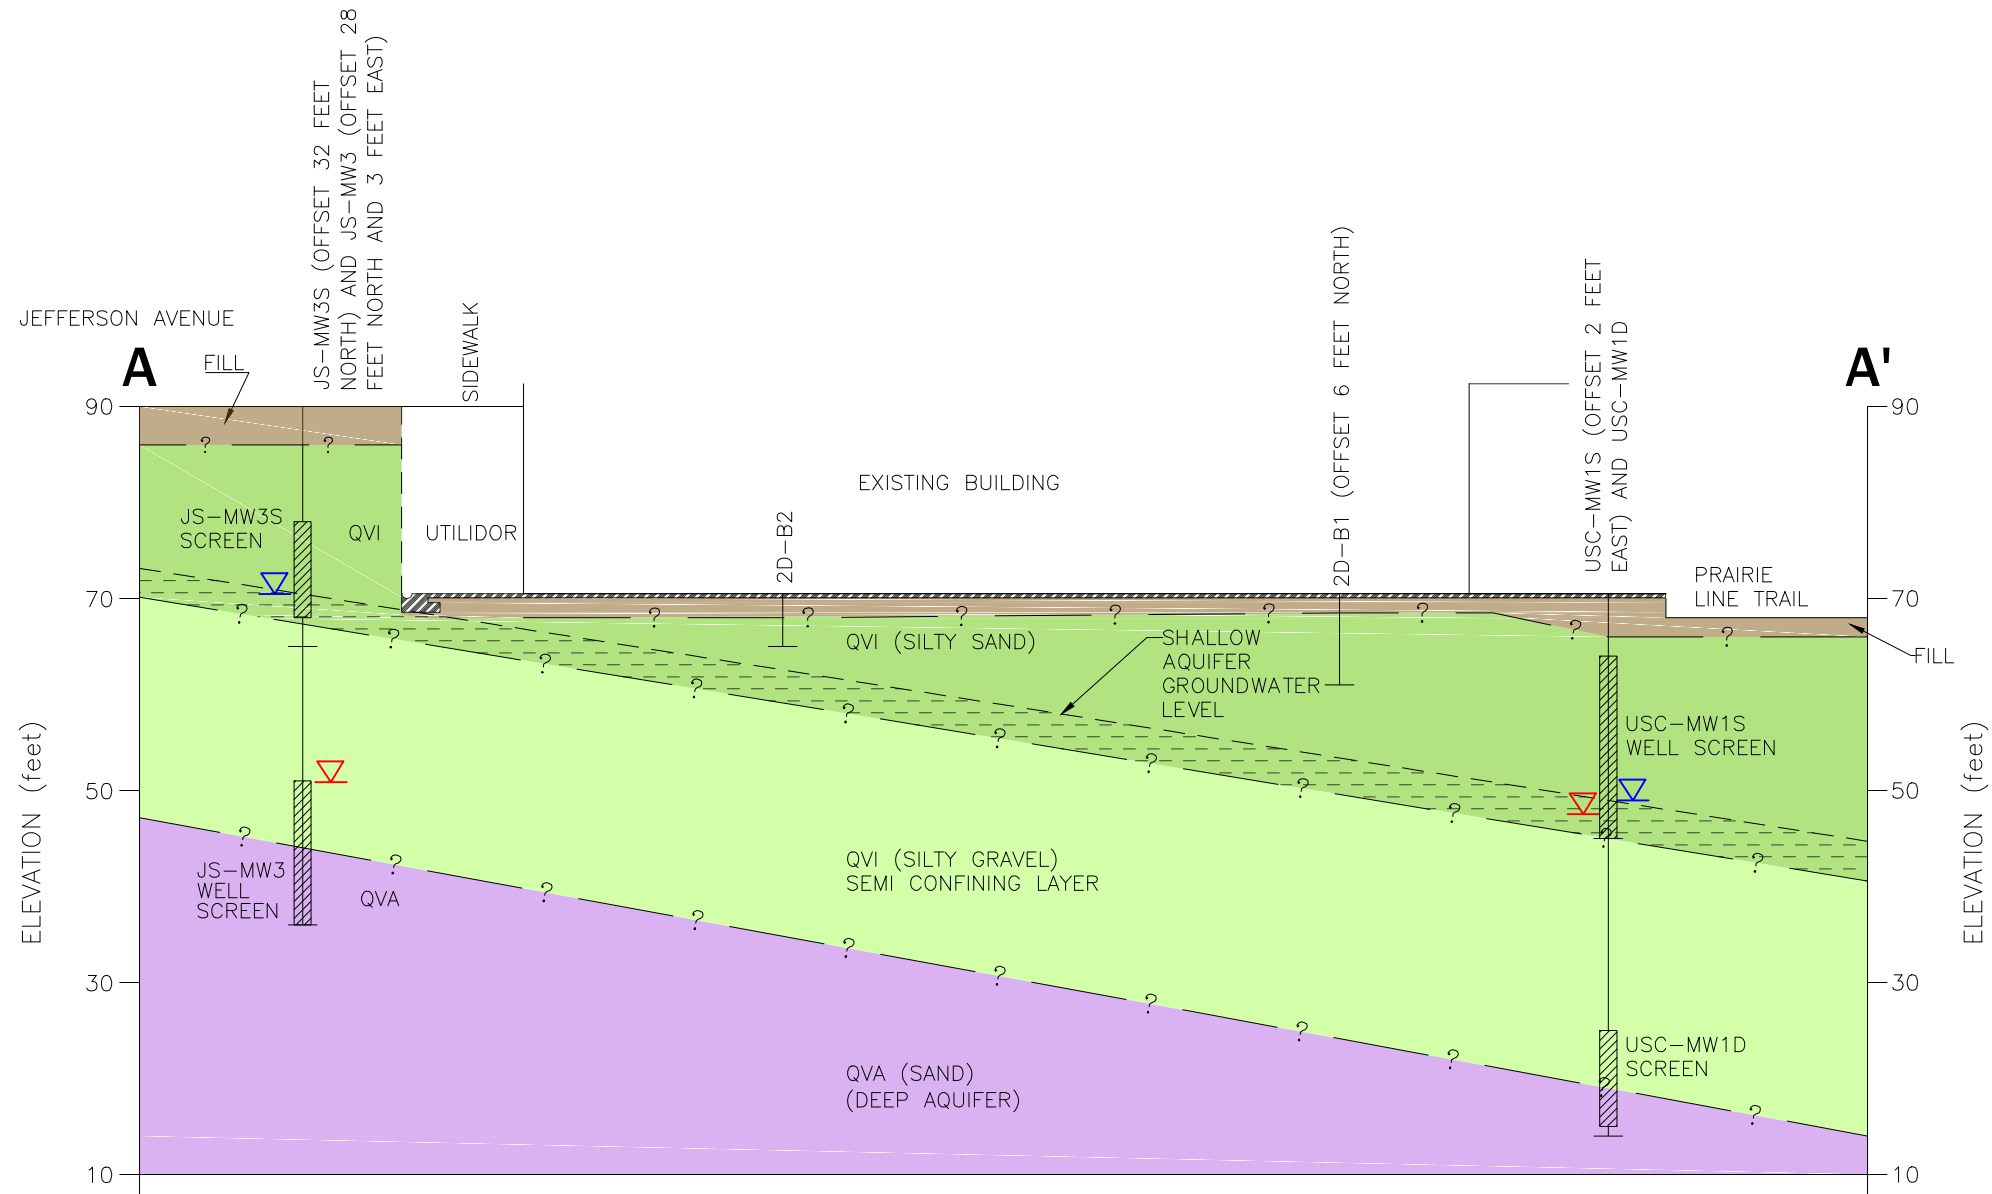 JS-MW3S (OFFSET 32 FEET
NORTH) AND JS-MW3 (OFFSET 28
FEET NORTH AND 3 FEET EAST)
JEFFERSON AVENUE
A
FILL
SIDEWALK
2D-B1 (OFFSET 6 FEET NORTH)
USC-MW1S (OFFSET 2 FEET
EAST) AND USC-MW1D
A'
90
90
? ?
EXISTING BUILDING
JS-MW3S
SCREEN
QVI
UTILIDOR
2D-B2
PRAIRIE
LINE TRAIL
70
70
? ? ? ? ? ? ? ? ?
QVI (SILTY SAND)
SHALLOW
AQUIFER
GROUNDWATER
LEVEL
FILL
? ? ? ? ? ? ? ? ? ? ?
USC-MW1S
WELL SCREEN
ELEVATION (feet)
ELEVATION (feet)
50
50
? ? ? ? ? ? ? ? ? ? ?
JS-MW3
WELL
SCREEN
QVA
QVI (SILTY GRAVEL)
SEMI CONFINING LAYER
30
30
USC-MW1D
SCREEN
QVA (SAND)
(DEEP AQUIFER)
10
10